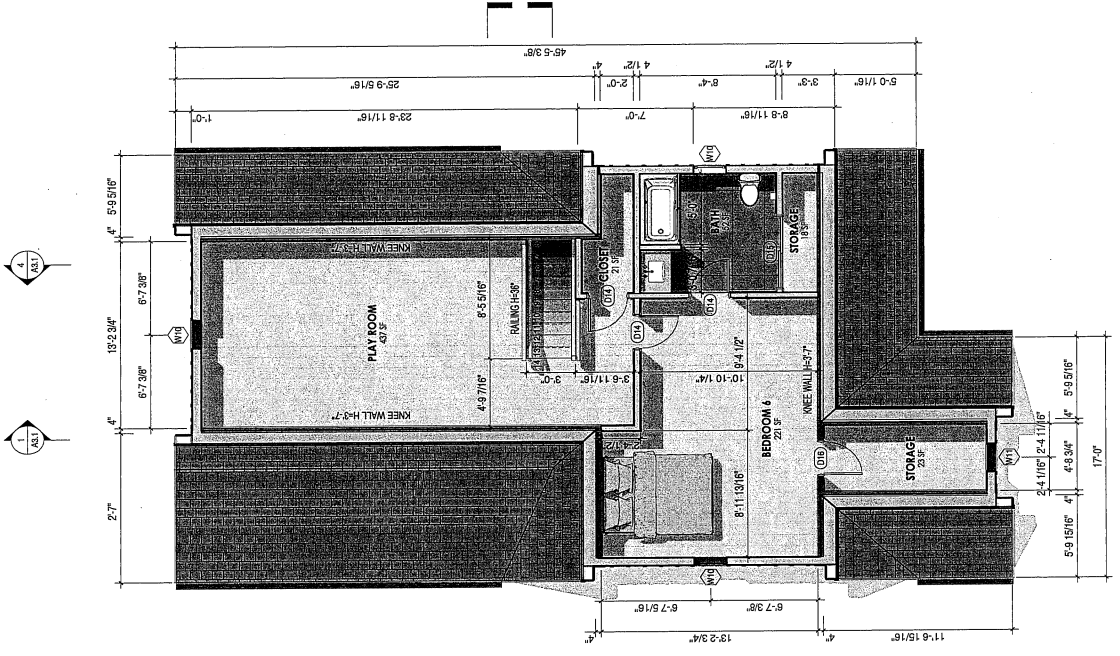 45'-5 3/8"
25'-9 5/16"
4"
2'-0"
4 1/2"
8'-4"
4 1/2"
3'-3"
5'-0 1/16"
1'-0"
23'-8 11/16"
7'-0"
8'-8 11/16"
W10
5'-9 5/16"
4"
4
A3.1
6'-7 3/8"
13'-2 3/4"
W10
6'-7 3/8"
4"
1
A3.1
2'-7"
KNEE WALL H=3'-7"
PLAY ROOM
437 SF
KNEE WALL H=3'-7"
RAILING H=36"
8'-5 5/16"
4'-9 7/16"
3'-0"
3'-6 11/16"
10'-10 1/4"
CLOSET
21 SF
D14
D14
D14
5'-0"
BATH
62 SF
D15
STORAGE
18 SF
9'-4 1/2"
KNEE WALL H=3'-7"
BEDROOM 6
221 SF
8'-11 13/16"
D16
STORAGE
23 SF
W11
W10
5'-9 5/16"
4"
2'-4 11/16"
4'-8 3/4"
2'-4 1/16"
4"
5'-9 15/16"
17'-0"
6'-7 5/16"
6'-7 3/8"
4"
13'-2 3/4"
4"
11'-6 15/16"